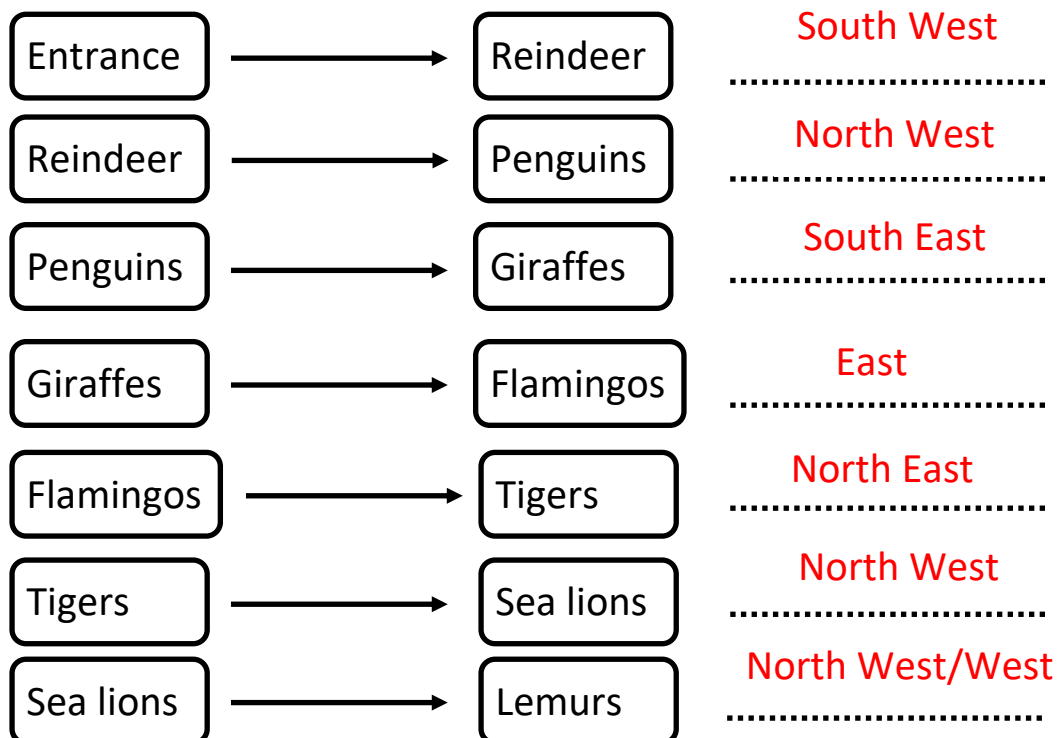 Entrance Reindeer South West
Reindeer Penguins North West
Penguins Giraffes South East
Giraffes Flamingos East
Flamingos Tigers North East
Tigers Sea lions North West
Sea lions Lemurs North West/West